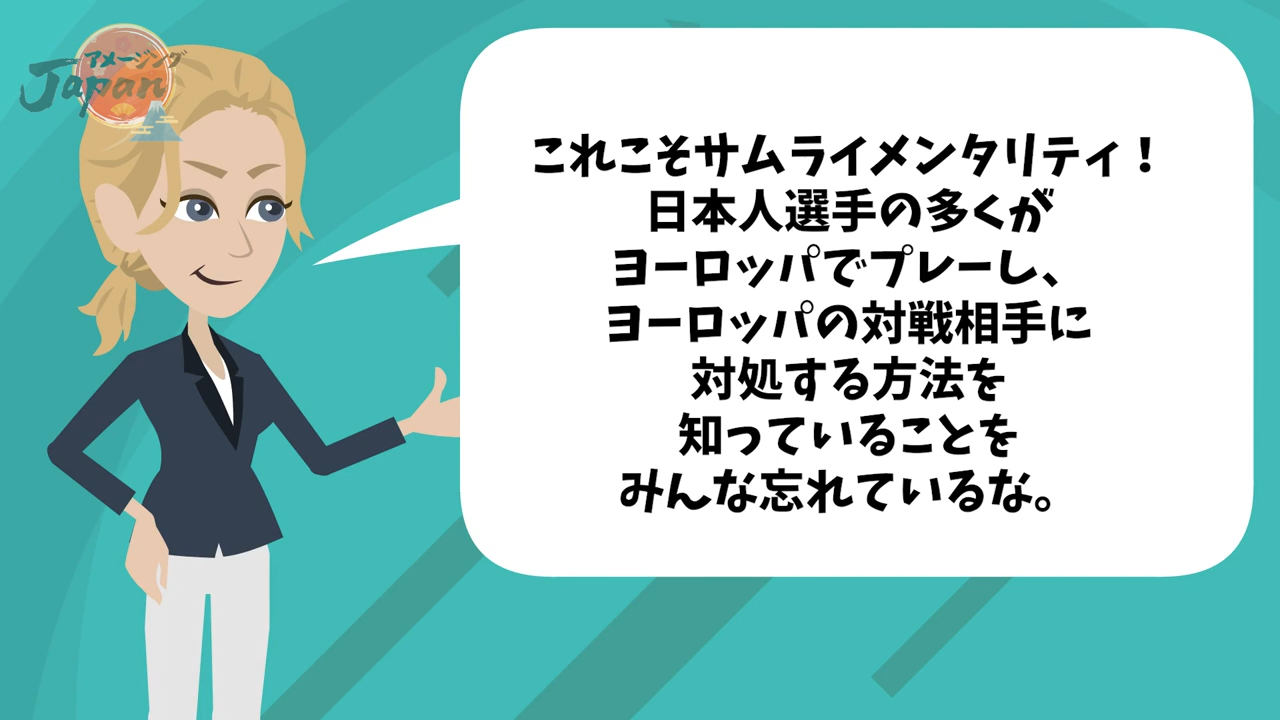 アメージング
Japan
これこそサムライメンタリティ！
日本人選手の多くが
ヨーロッパでプレーし、
ヨーロッパの対戦相手に
対処する方法を
知っていることを
みんな忘れているな。